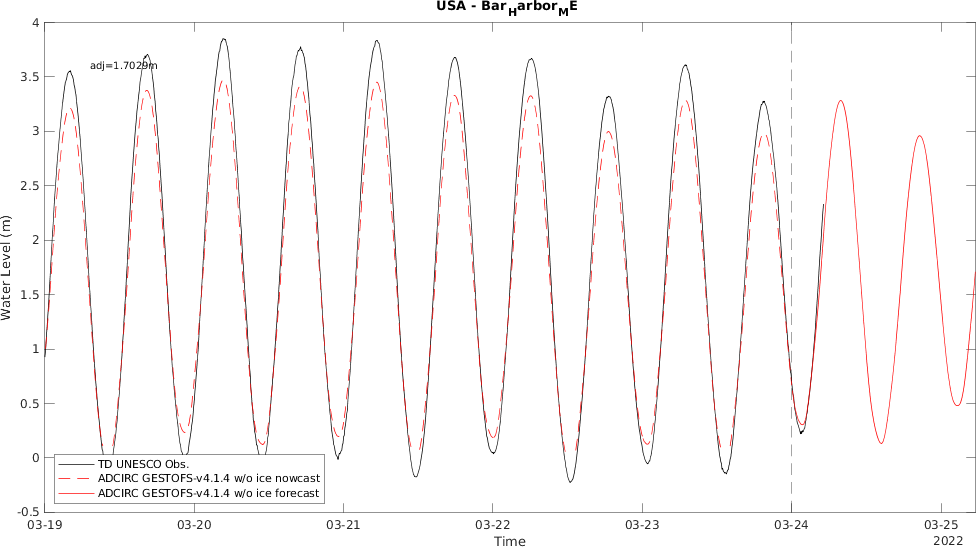 USA - Bar_Harbor_ME
adj=1.7029m
4
3.5
3
2.5
2
1.5
1
0.5
0
-0.5
Water Level (m)
TD UNESCO Obs.
ADCIRC GESTOFS-v4.1.4 w/o ice nowcast
ADCIRC GESTOFS-v4.1.4 w/o ice forecast
03-19 03-20 03-21 03-22 03-23 03-24 03-25
Time
2022